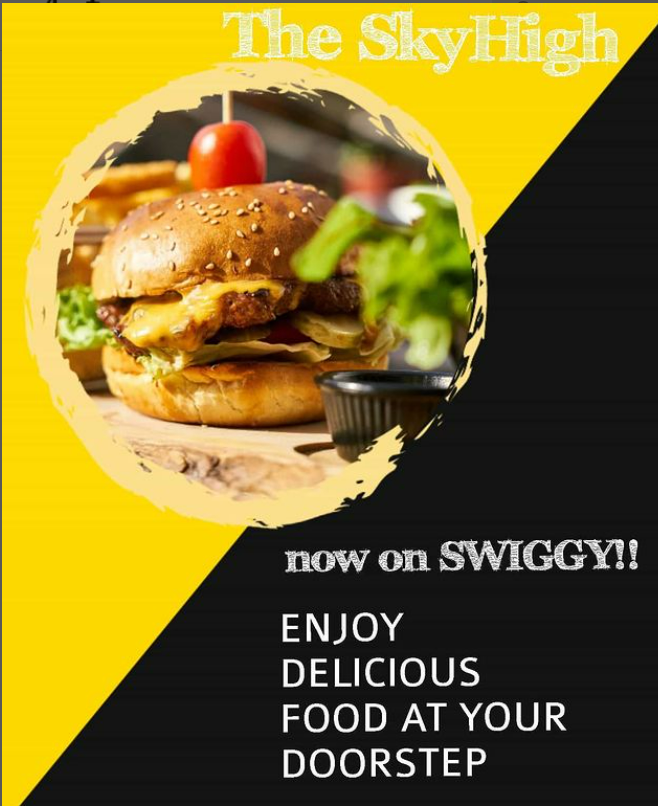 The SkyHigh
now on SWIGGY!!
ENJOY
DELICIOUS
FOOD AT YOUR
DOORSTEP